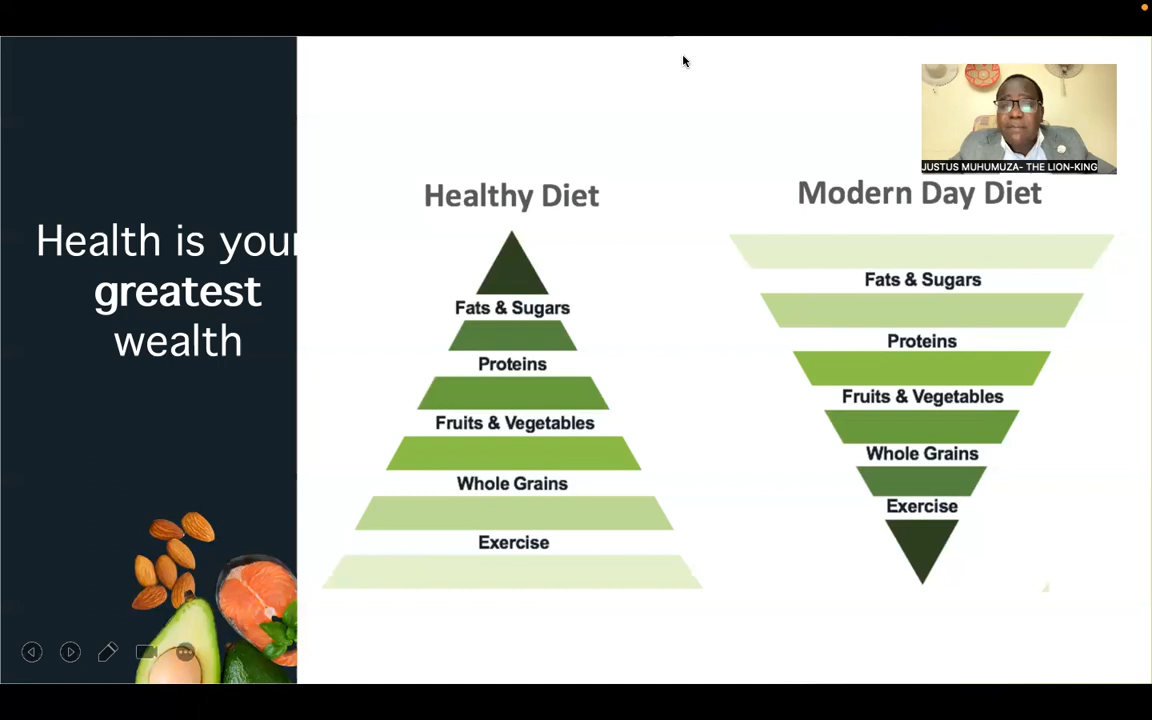 Health is your
greatest
wealth
JUSTUS MUHUMUZA- THE LION-KING
Healthy Diet
Fats & Sugars
Proteins
Fruits & Vegetables
Whole Grains
Exercise
Modern Day Diet
Fats & Sugars
Proteins
Fruits & Vegetables
Whole Grains
Exercise